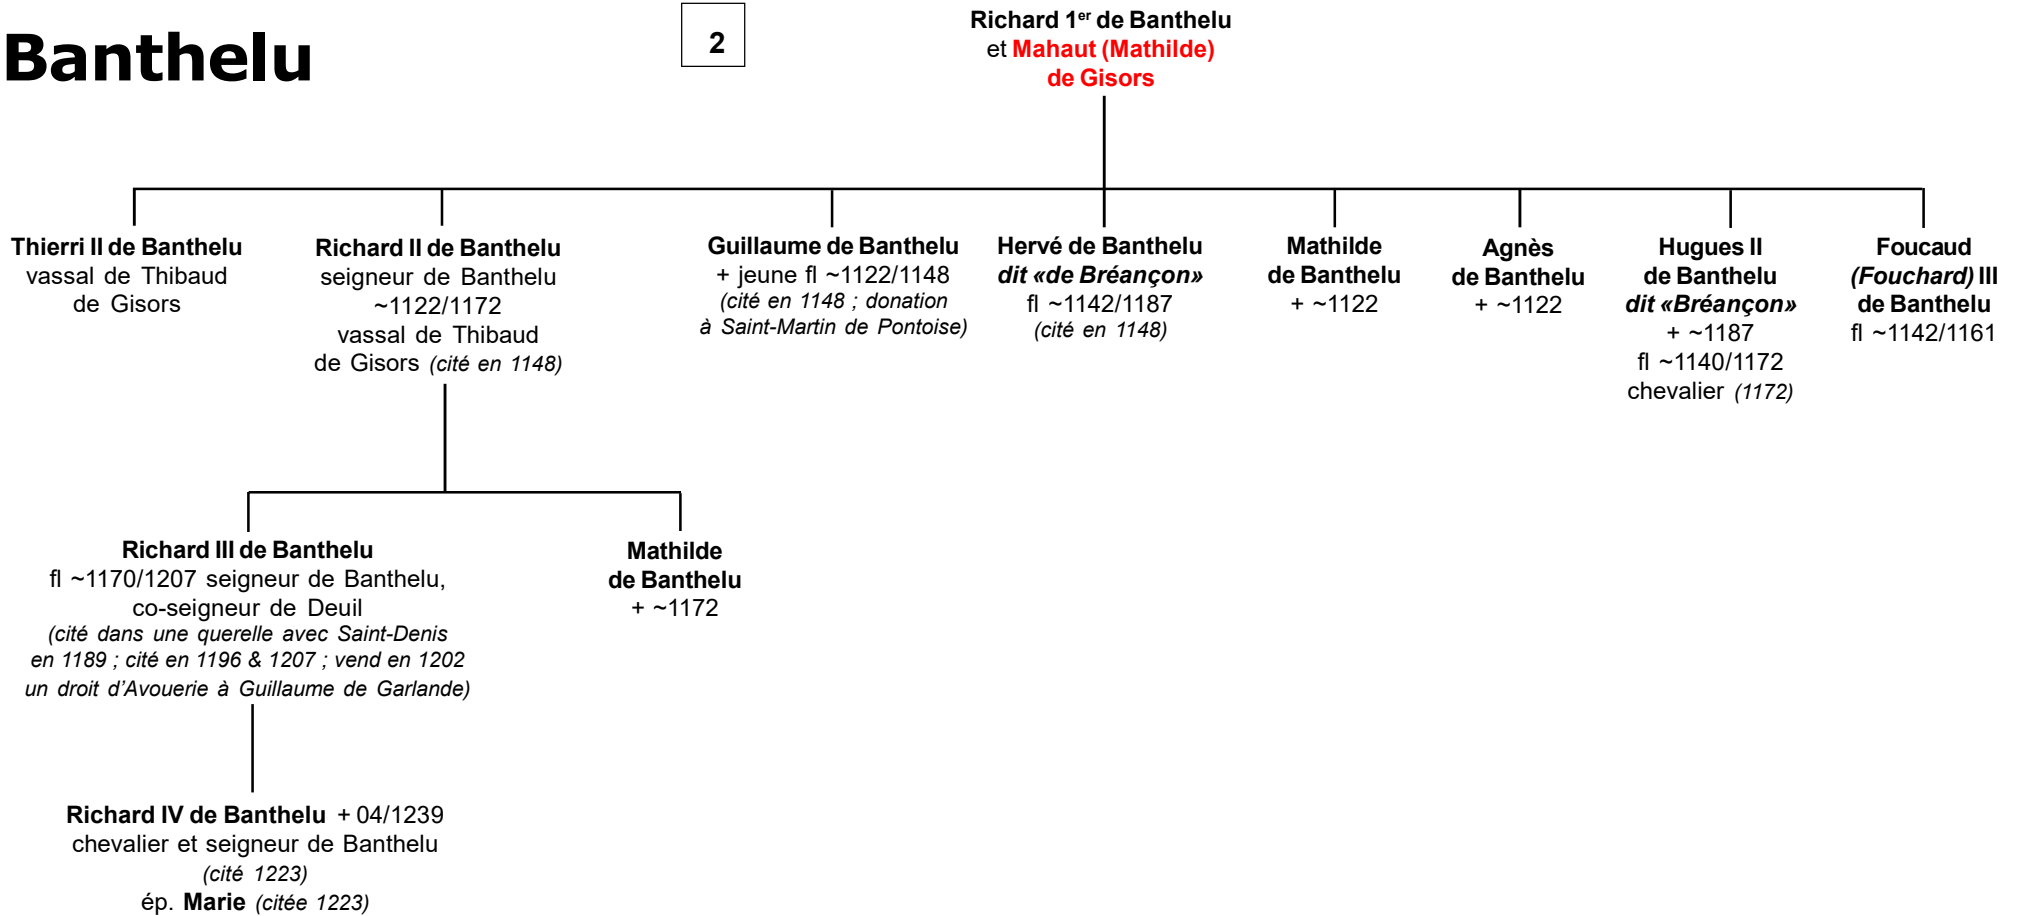 Banthelu
2
Richard 1er de Banthelu
et Mahaut (Mathilde)
de Gisors
Thierri II de Banthelu
vassal de Thibaud
de Gisors
Richard II de Banthelu
seigneur de Banthelu
~1122/1172
vassal de Thibaud
de Gisors (cité en 1148)
Guillaume de Banthelu
+ jeune fl ~1122/1148
(cité en 1148 ; donation
à Saint-Martin de Pontoise)
Hervé de Banthelu
dit «de Bréançon»
fl ~1142/1187
(cité en 1148)
Mathilde
de Banthelu
+ ~1122
Agnès
de Banthelu
+ ~1122
Hugues II
de Banthelu
dit «Bréançon»
+ ~1187
fl ~1140/1172
chevalier (1172)
Foucaud
(Fouchard) III
de Banthelu
fl ~1142/1161
Richard III de Banthelu
fl ~1170/1207 seigneur de Banthelu,
co-seigneur de Deuil
(cité dans une querelle avec Saint-Denis
en 1189 ; cité en 1196 & 1207 ; vend en 1202
un droit d'Avouerie à Guillaume de Garlande)
Mathilde
de Banthelu
+ ~1172
Richard IV de Banthelu + 04/1239
chevalier et seigneur de Banthelu
(cité 1223)
ép. Marie (citée 1223)